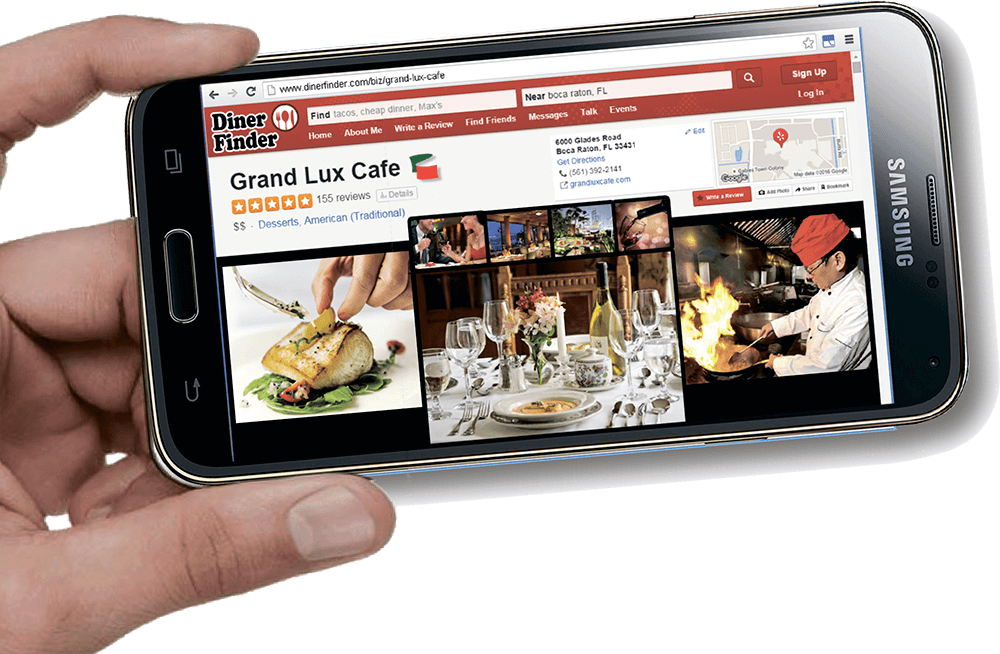 www.dinerfinder.com/biz/grand-lux-cafe
Diner Finder
Find tacos, cheap dinner, Max's
Near boca raton, FL
Sign Up
Home About Me Write a Review Find Friends Messages Talk Events
Log In
Grand Lux Cafe
155 reviews Details
$$ · Desserts, American (Traditional)
6000 Glades Road
Boca Raton, FL 33431
Get Directions
(561) 392-2141
grandluxcafe.com
Edit
Google
Map data ©2016 Google
Write a Review Add Photo Share Bookmark
SAMSUNG